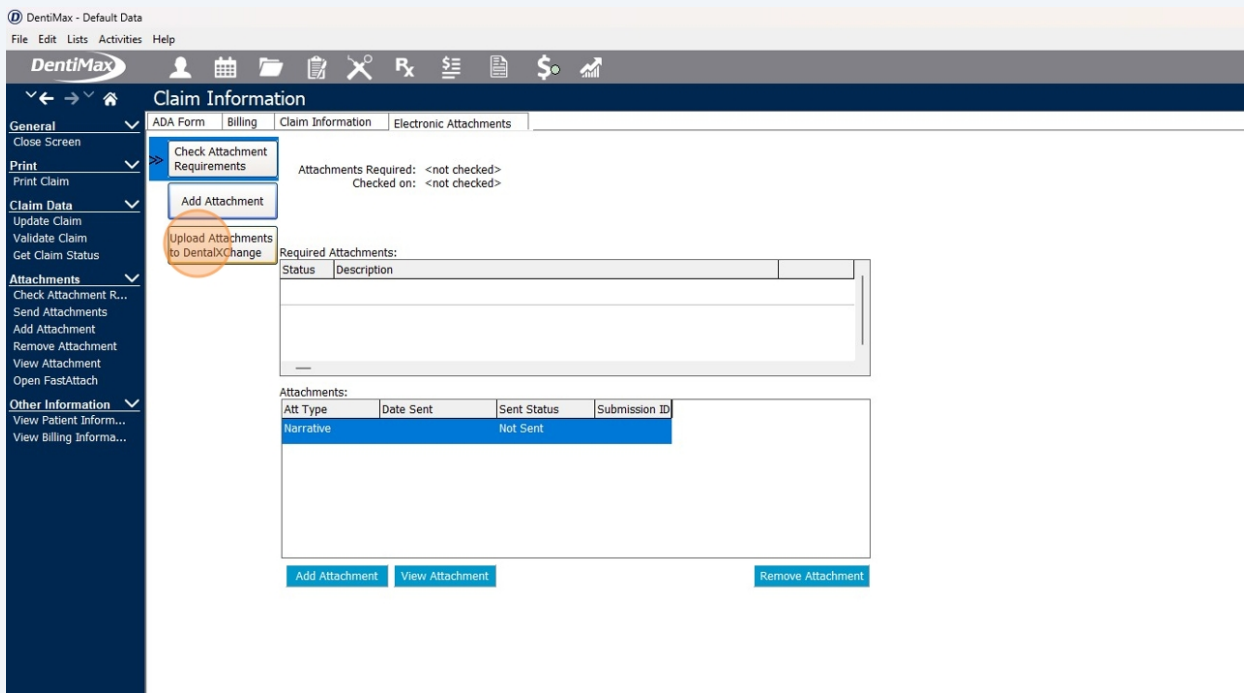 DentiMax - Default Data
File Edit Lists Activities Help
DentiMax
Claim Information
General
Close Screen
Print
Print Claim
Claim Data
Update Claim
Validate Claim
Get Claim Status
Attachments
Check Attachment R...
Send Attachments
Add Attachment
Remove Attachment
View Attachment
Open FastAttach
Other Information
View Patient Inform...
View Billing Informa...
ADA Form Billing Claim Information Electronic Attachments
Check Attachment
Requirements
Add Attachment
Upload Attachments
to DentalXChange
Attachments Required: <not checked>
Checked on: <not checked>
Required Attachments:
Status Description
Attachments:
Att Type Date Sent Sent Status Submission ID
Narrative Not Sent
Add Attachment View Attachment Remove Attachment